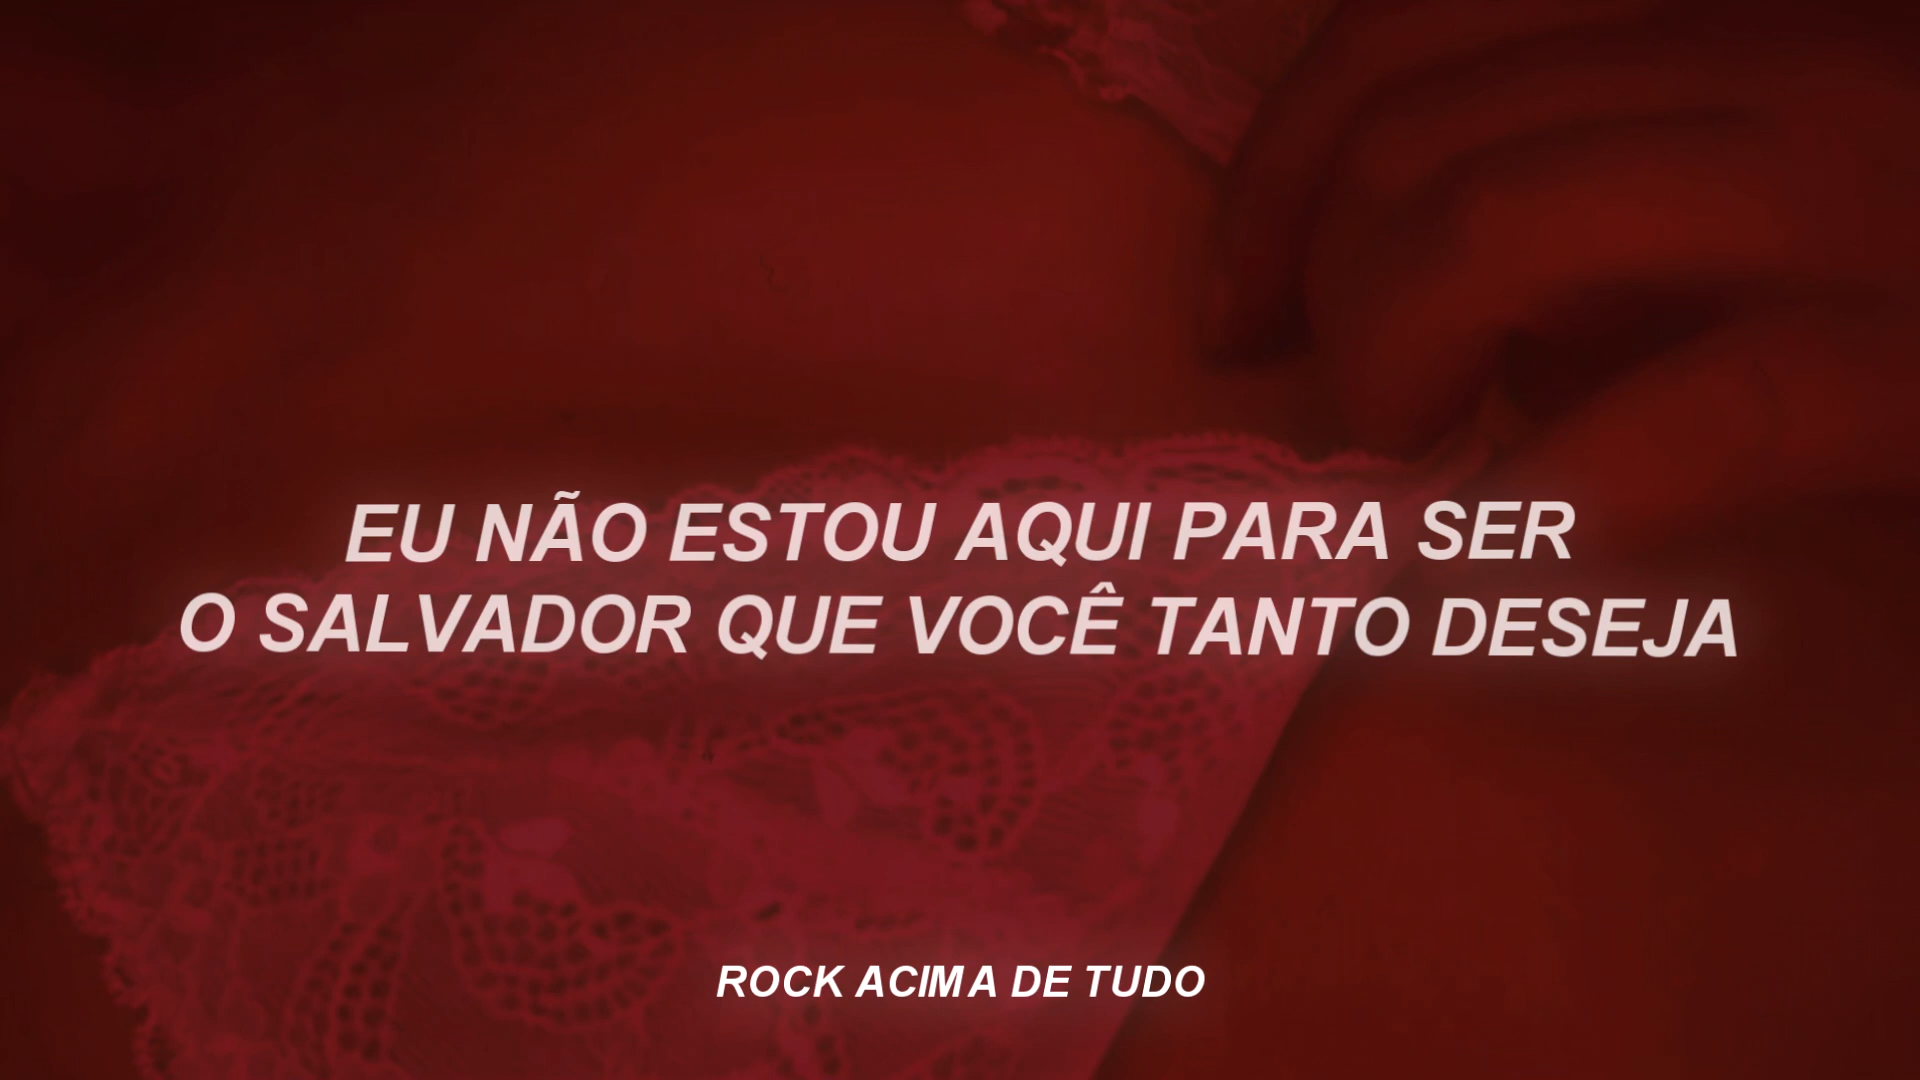 EU NÃO ESTOU AQUI PARA SER
O SALVADOR QUE VOCÊ TANTO DESEJA
ROCK ACIMA DE TUDO